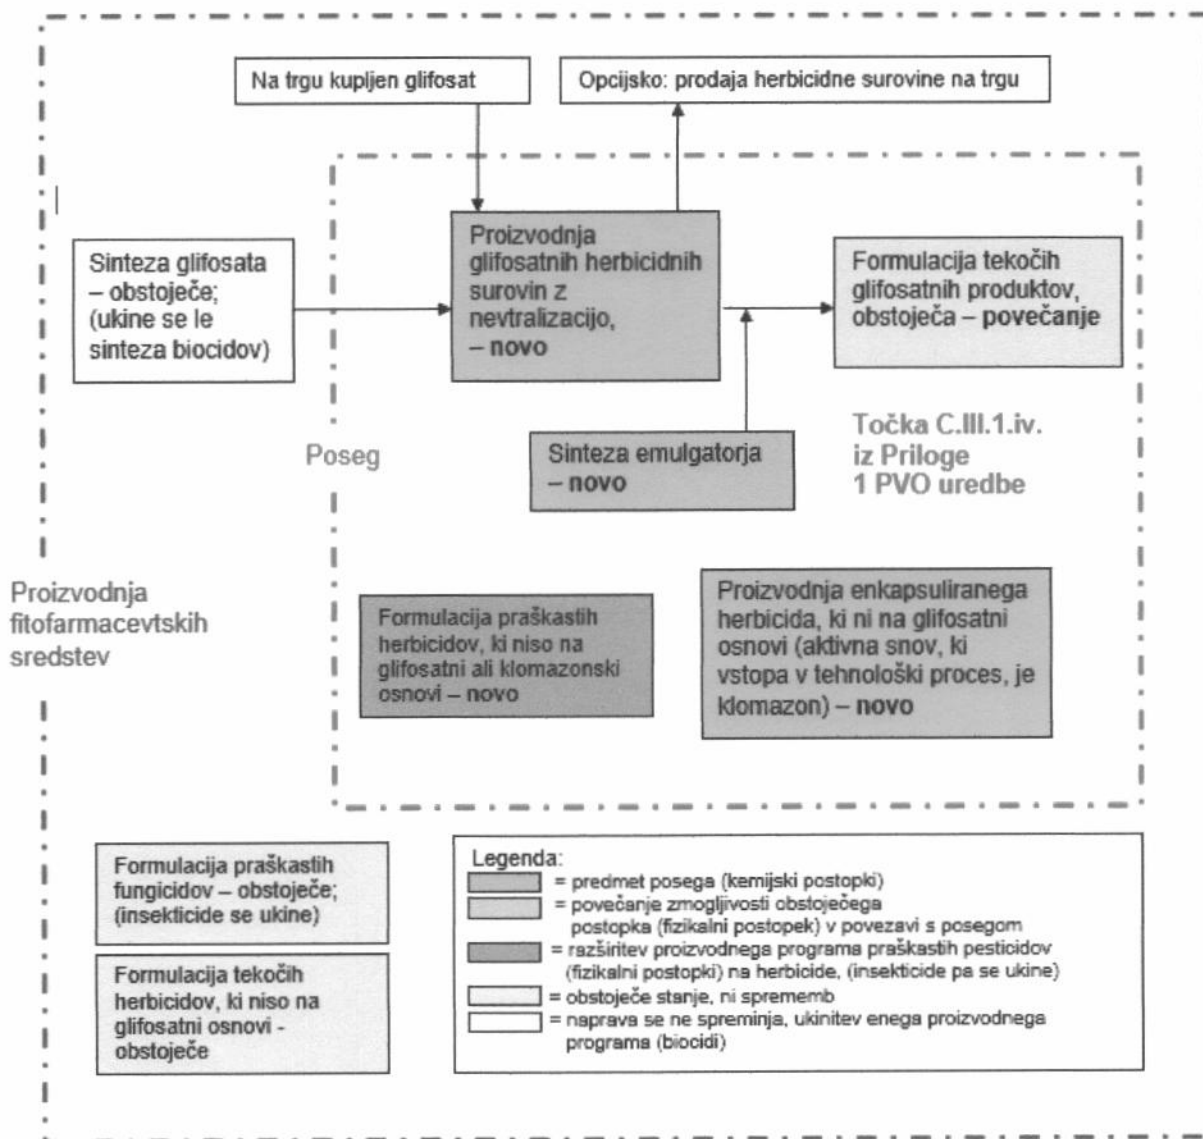 Na trgu kupljen glifosat
Opcijsko: prodaja herbicidne surovine na trgu
Sinteza glifosata
– obstoječe;
(ukine se le
sinteza biocidov)
Proizvodnja
glifosatnih herbicidnih
surovin z
nevtralizacijo,
– novo
Formulacija tekočih
glifosatnih produktov,
obstoječa – povečanje
Poseg
Sinteza emulgatorja
– novo
Točka C.III.1.iv.
iz Priloge
1 PVO uredbe
Proizvodnja
fitofarmacevtskih
sredstev
Formulacija praškastih
herbicidov, ki niso na
glifosatni ali klomazonski
osnovi – novo
Proizvodnja enkapsuliranega
herbicida, ki ni na glifosatni
osnovi (aktivna snov, ki
vstopa v tehnološki proces, je
klomazon) – novo
Formulacija praškastih
fungicidov – obstoječe;
(insekticide se ukine)
Formulacija tekočih
herbicidov, ki niso na
glifosatni osnovi -
obstoječe
Legenda:
= predmet posega (kemijski postopki)
= povečanje zmogljivosti obstoječega
postopka (fizikalni postopek) v povezavi s posegom
= razširitev proizvodnega programa praškastih pesticidov
(fizikalni postopki) na herbicide, (insekticide pa se ukine)
= obstoječe stanje, ni sprememb
= naprava se ne spreminja, ukinitev enega proizvodnega
programa (biocidi)